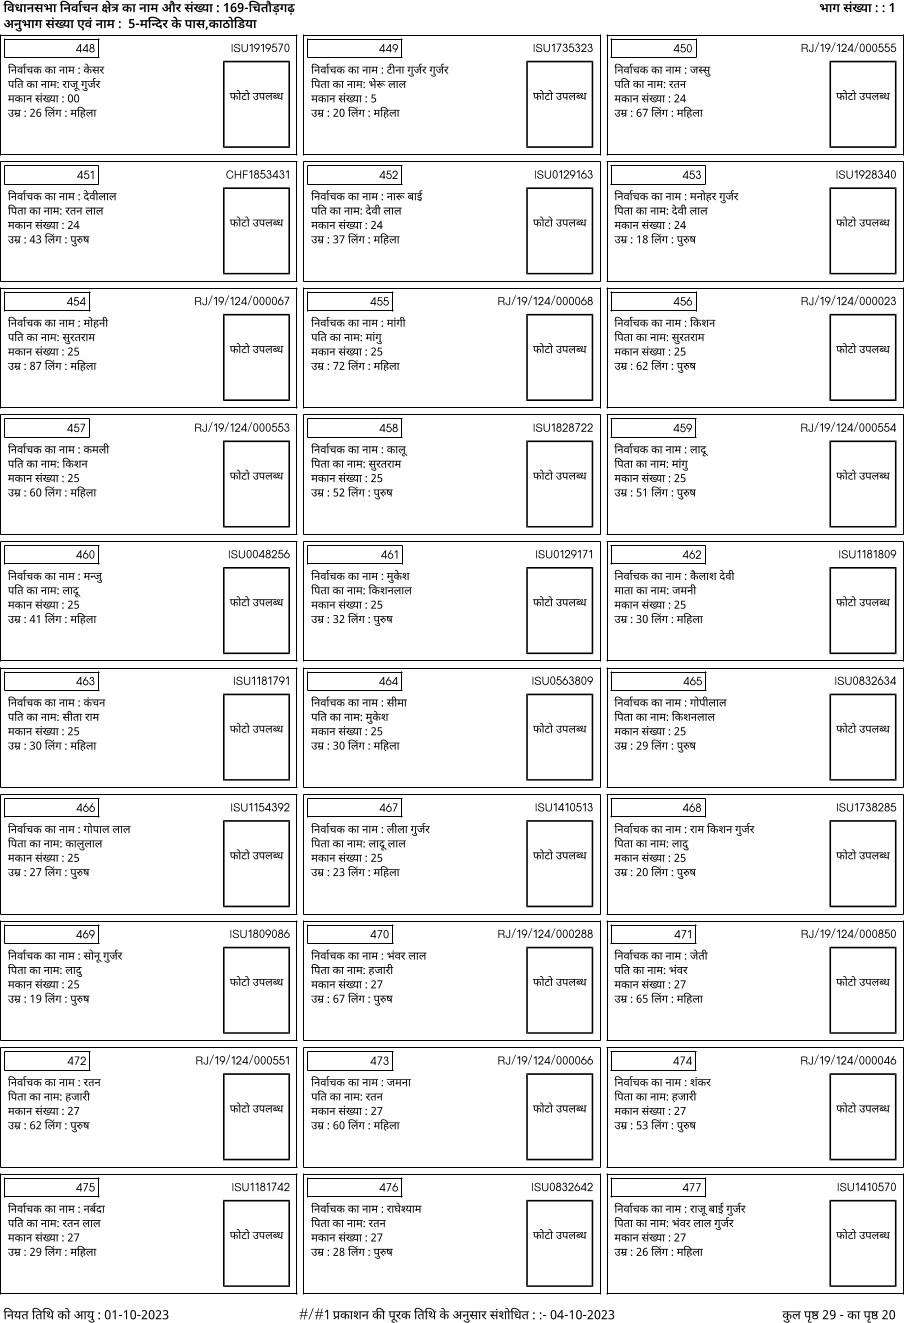 विधानसभा निर्वाचन क्षेत्र का नाम और संख्या : 169-चितौड़गढ़ भाग संख्या : : 1
अनुभाग संख्या एवं नाम : 5-मन्दिर के पास,काठोडिया
448 ISU1919570
निर्वाचक का नाम : केसर
पति का नाम: राजू गुर्जर
मकान संख्या : 00
उम्र : 26 लिंग : महिला
फोटो उपलब्ध
449 ISU1735323
निर्वाचक का नाम : टीना गुर्जर गुर्जर
पिता का नाम: भेरू लाल
मकान संख्या : 5
उम्र : 20 लिंग : महिला
फोटो उपलब्ध
450 RJ/19/124/000555
निर्वाचक का नाम : जस्सु
पति का नाम: रतन
मकान संख्या : 24
उम्र : 67 लिंग : महिला
फोटो उपलब्ध
451 CHF1853431
निर्वाचक का नाम : देवीलाल
पिता का नाम: रतन लाल
मकान संख्या : 24
उम्र : 43 लिंग : पुरुष
फोटो उपलब्ध
452 ISU0129163
निर्वाचक का नाम : नारू बाई
पति का नाम: देवी लाल
मकान संख्या : 24
उम्र : 37 लिंग : महिला
फोटो उपलब्ध
453 ISU1928340
निर्वाचक का नाम : मनोहर गुर्जर
पिता का नाम: देवी लाल
मकान संख्या : 24
उम्र : 18 लिंग : पुरुष
फोटो उपलब्ध
454 RJ/19/124/000067
निर्वाचक का नाम : मोहनी
पति का नाम: सुरतराम
मकान संख्या : 25
उम्र : 87 लिंग : महिला
फोटो उपलब्ध
455 RJ/19/124/000068
निर्वाचक का नाम : मांगी
पति का नाम: मांगु
मकान संख्या : 25
उम्र : 72 लिंग : महिला
फोटो उपलब्ध
456 RJ/19/124/000023
निर्वाचक का नाम : किशन
पिता का नाम: सुरतराम
मकान संख्या : 25
उम्र : 62 लिंग : पुरुष
फोटो उपलब्ध
457 RJ/19/124/000553
निर्वाचक का नाम : कमली
पति का नाम: किशन
मकान संख्या : 25
उम्र : 60 लिंग : महिला
फोटो उपलब्ध
458 ISU1828722
निर्वाचक का नाम : कालू
पिता का नाम: सुरतराम
मकान संख्या : 25
उम्र : 52 लिंग : पुरुष
फोटो उपलब्ध
459 RJ/19/124/000554
निर्वाचक का नाम : लादू
पिता का नाम: मांगु
मकान संख्या : 25
उम्र : 51 लिंग : पुरुष
फोटो उपलब्ध
460 ISU0048256
निर्वाचक का नाम : मन्जु
पति का नाम: लादू
मकान संख्या : 25
उम्र : 41 लिंग : महिला
फोटो उपलब्ध
461 ISU0129171
निर्वाचक का नाम : मुकेश
पिता का नाम: किशनलाल
मकान संख्या : 25
उम्र : 32 लिंग : पुरुष
फोटो उपलब्ध
462 ISU1181809
निर्वाचक का नाम : कैलाश देवी
माता का नाम: जमनी
मकान संख्या : 25
उम्र : 30 लिंग : महिला
फोटो उपलब्ध
463 ISU1181791
निर्वाचक का नाम : कंचन
पति का नाम: सीता राम
मकान संख्या : 25
उम्र : 30 लिंग : महिला
फोटो उपलब्ध
464 ISU0563809
निर्वाचक का नाम : सीमा
पति का नाम: मुकेश
मकान संख्या : 25
उम्र : 30 लिंग : महिला
फोटो उपलब्ध
465 ISU0832634
निर्वाचक का नाम : गोपीलाल
पिता का नाम: किशनलाल
मकान संख्या : 25
उम्र : 29 लिंग : पुरुष
फोटो उपलब्ध
466 ISU1154392
निर्वाचक का नाम : गोपाल लाल
पिता का नाम: कालुलाल
मकान संख्या : 25
उम्र : 27 लिंग : पुरुष
फोटो उपलब्ध
467 ISU1410513
निर्वाचक का नाम : लीला गुर्जर
पिता का नाम: लादू लाल
मकान संख्या : 25
उम्र : 23 लिंग : महिला
फोटो उपलब्ध
468 ISU1738285
निर्वाचक का नाम : राम किशन गुर्जर
पिता का नाम: लादु
मकान संख्या : 25
उम्र : 20 लिंग : पुरुष
फोटो उपलब्ध
469 ISU1809086
निर्वाचक का नाम : सोनू गुर्जर
पिता का नाम: लादु
मकान संख्या : 25
उम्र : 19 लिंग : पुरुष
फोटो उपलब्ध
470 RJ/19/124/000288
निर्वाचक का नाम : भंवर लाल
पिता का नाम: हजारी
मकान संख्या : 27
उम्र : 67 लिंग : पुरुष
फोटो उपलब्ध
471 RJ/19/124/000850
निर्वाचक का नाम : जेती
पति का नाम: भंवर
मकान संख्या : 27
उम्र : 65 लिंग : महिला
फोटो उपलब्ध
472 RJ/19/124/000551
निर्वाचक का नाम : रतन
पिता का नाम: हजारी
मकान संख्या : 27
उम्र : 62 लिंग : पुरुष
फोटो उपलब्ध
473 RJ/19/124/000066
निर्वाचक का नाम : जमना
पति का नाम: रतन
मकान संख्या : 27
उम्र : 60 लिंग : महिला
फोटो उपलब्ध
474 RJ/19/124/000046
निर्वाचक का नाम : शंकर
पिता का नाम: हजारी
मकान संख्या : 27
उम्र : 53 लिंग : पुरुष
फोटो उपलब्ध
475 ISU1181742
निर्वाचक का नाम : नर्बदा
पति का नाम: रतन लाल
मकान संख्या : 27
उम्र : 29 लिंग : महिला
फोटो उपलब्ध
476 ISU0832642
निर्वाचक का नाम : राघेश्याम
पिता का नाम: रतन
मकान संख्या : 27
उम्र : 28 लिंग : पुरुष
फोटो उपलब्ध
477 ISU1410570
निर्वाचक का नाम : राजू बाई गुर्जर
पिता का नाम: भंवर लाल गुर्जर
मकान संख्या : 27
उम्र : 26 लिंग : महिला
फोटो उपलब्ध
नियत तिथि को आयु : 01-10-2023 #/#1 प्रकाशन की पूरक तिथि के अनुसार संशोधित : :- 04-10-2023 कुल पृष्ठ 29 - का पृष्ठ 20